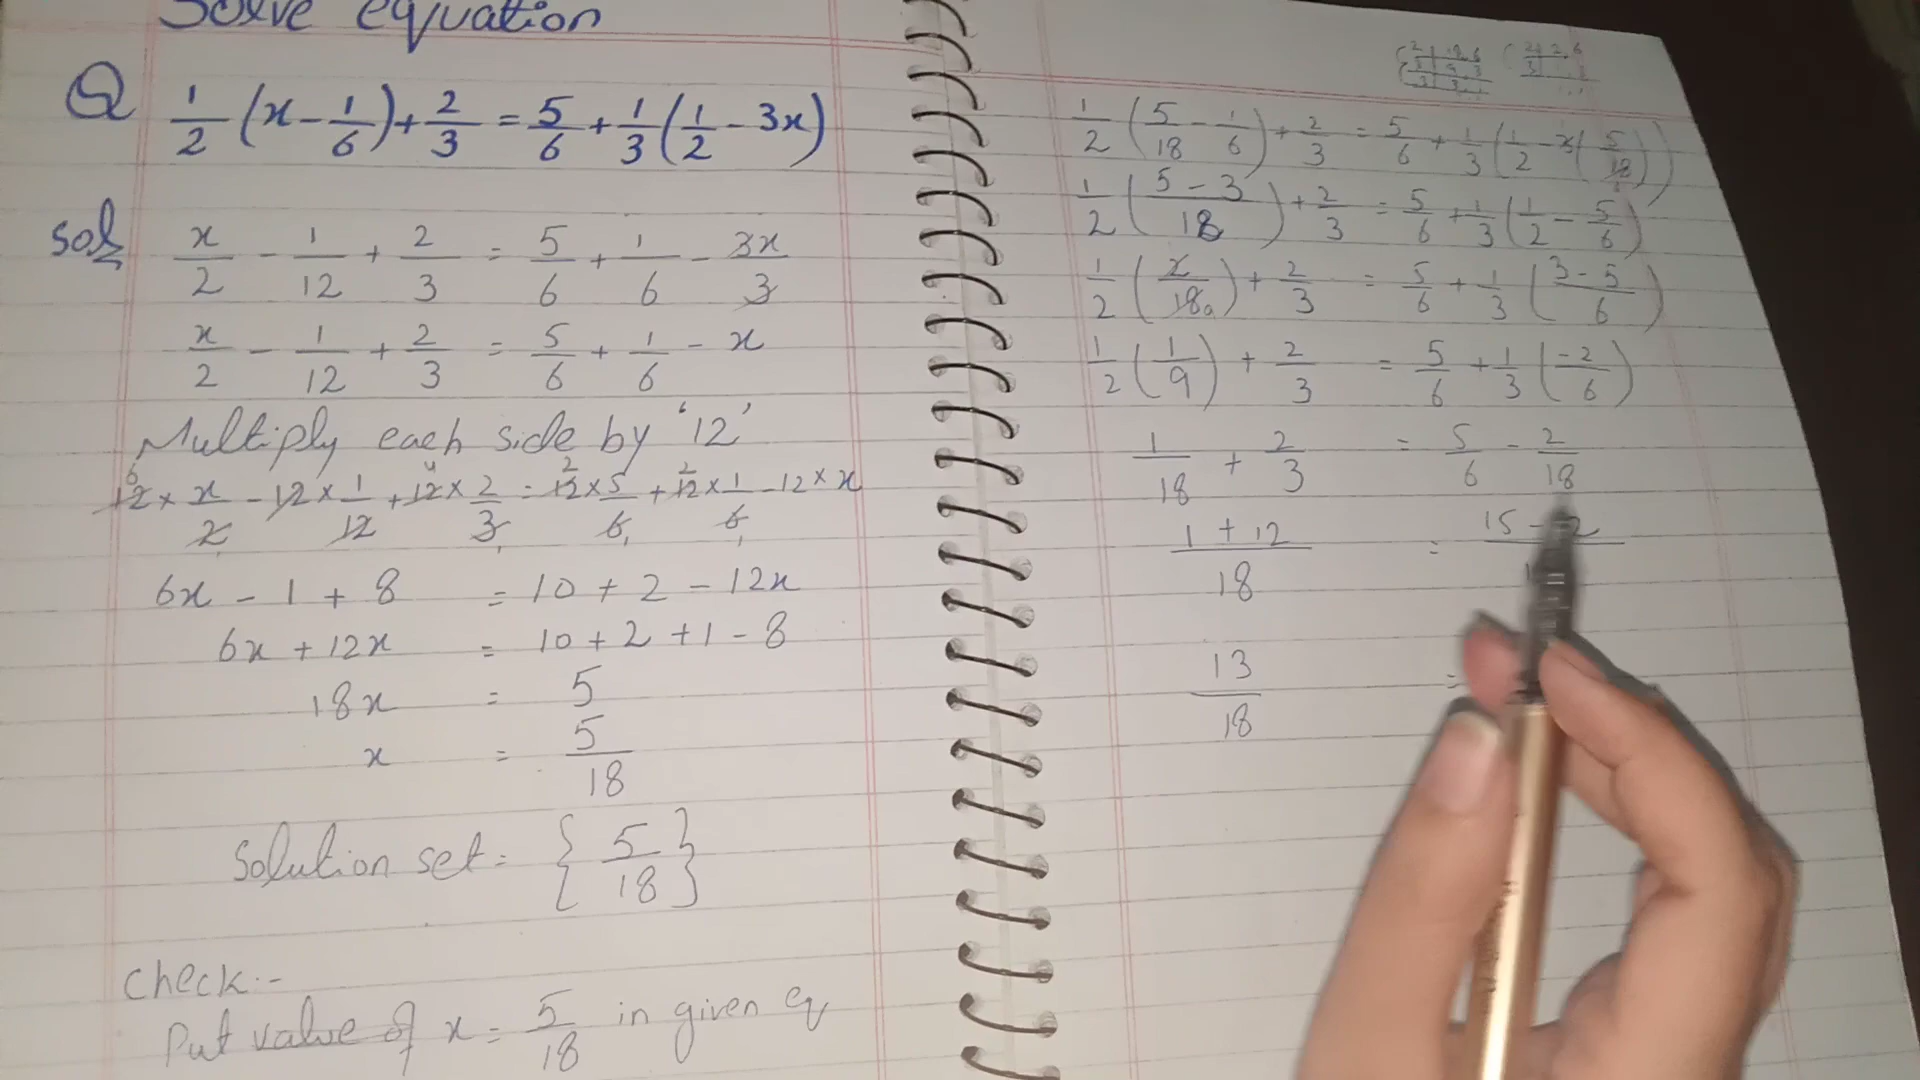 Solve equation
Q 1/2 (x - 1/6) + 2/3 = 5/6 + 1/3 (1/2 - 3x)
Sol x/2 - 1/12 + 2/3 = 5/6 + 1/6 - 3x/3
x/2 - 1/12 + 2/3 = 5/6 + 1/6 - x
Multiply each side by '12'
12 × x/2 - 12 × 1/12 + 12 × 2/3 = 12 × 5/6 + 12 × 1/6 - 12 × x
6x - 1 + 8 = 10 + 2 - 12x
6x + 12x = 10 + 2 + 1 - 8
18x = 5
x = 5/18
Solution set = {5/18}
Check:-
Put value of x = 5/18 in given eq
1/2 (5/18 - 1/6) + 2/3 = 5/6 + 1/3 (1/2 - 3(5/18))
1/2 (5 - 3/18) + 2/3 = 5/6 + 1/3 (1/2 - 5/6)
1/2 (2/18) + 2/3 = 5/6 + 1/3 (3 - 5/6)
1/2 (1/9) + 2/3 = 5/6 + 1/3 (-2/6)
1/18 + 2/3 = 5/6 - 2/18
1 + 12/18 = 15 - 2
13/18 =